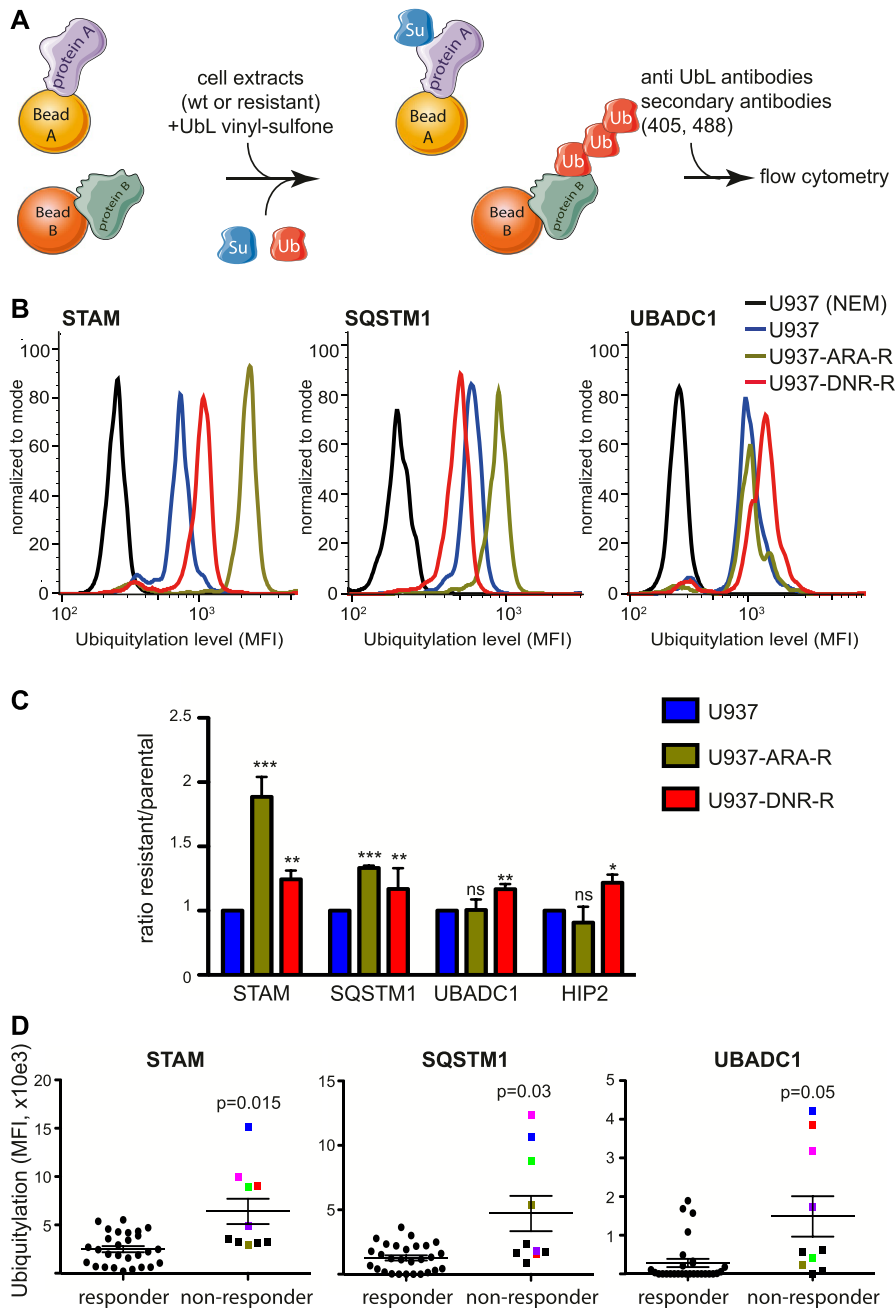 A
Su
protein A
Bead
A
protein B
Bead
B
cell extracts
(wt or resistant)
+UbL vinyl-sulfone
Su
Ub
Su
protein A
Bead
A
Ub
Ub
Ub
protein B
Bead
B
anti UbL antibodies
secondary antibodies
(405, 488)
flow cytometry
B
STAM
SQSTM1
UBADC1
U937 (NEM)
U937
U937-ARA-R
U937-DNR-R
normalized to mode
100
80
60
40
20
0
10²
10³
Ubiquitylation level (MFI)
normalized to mode
100
80
60
40
20
0
10²
10³
Ubiquitylation level (MFI)
normalized to mode
100
80
60
40
20
0
10²
10³
Ubiquitylation level (MFI)
C
ratio resistant/parental
2.5
2
1.5
1
0
***
**
***
**
ns
**
ns
*
STAM
SQSTM1
UBADC1
HIP2
U937
U937-ARA-R
U937-DNR-R
D
Ubiquitylation (MFI, x10e3)
STAM
20
15
10
5
0
p=0.015
responder
non-responder
SQSTM1
15
10
5
0
p=0.03
responder
non-responder
UBADC1
5
4
3
2
1
0
p=0.05
responder
non-responder